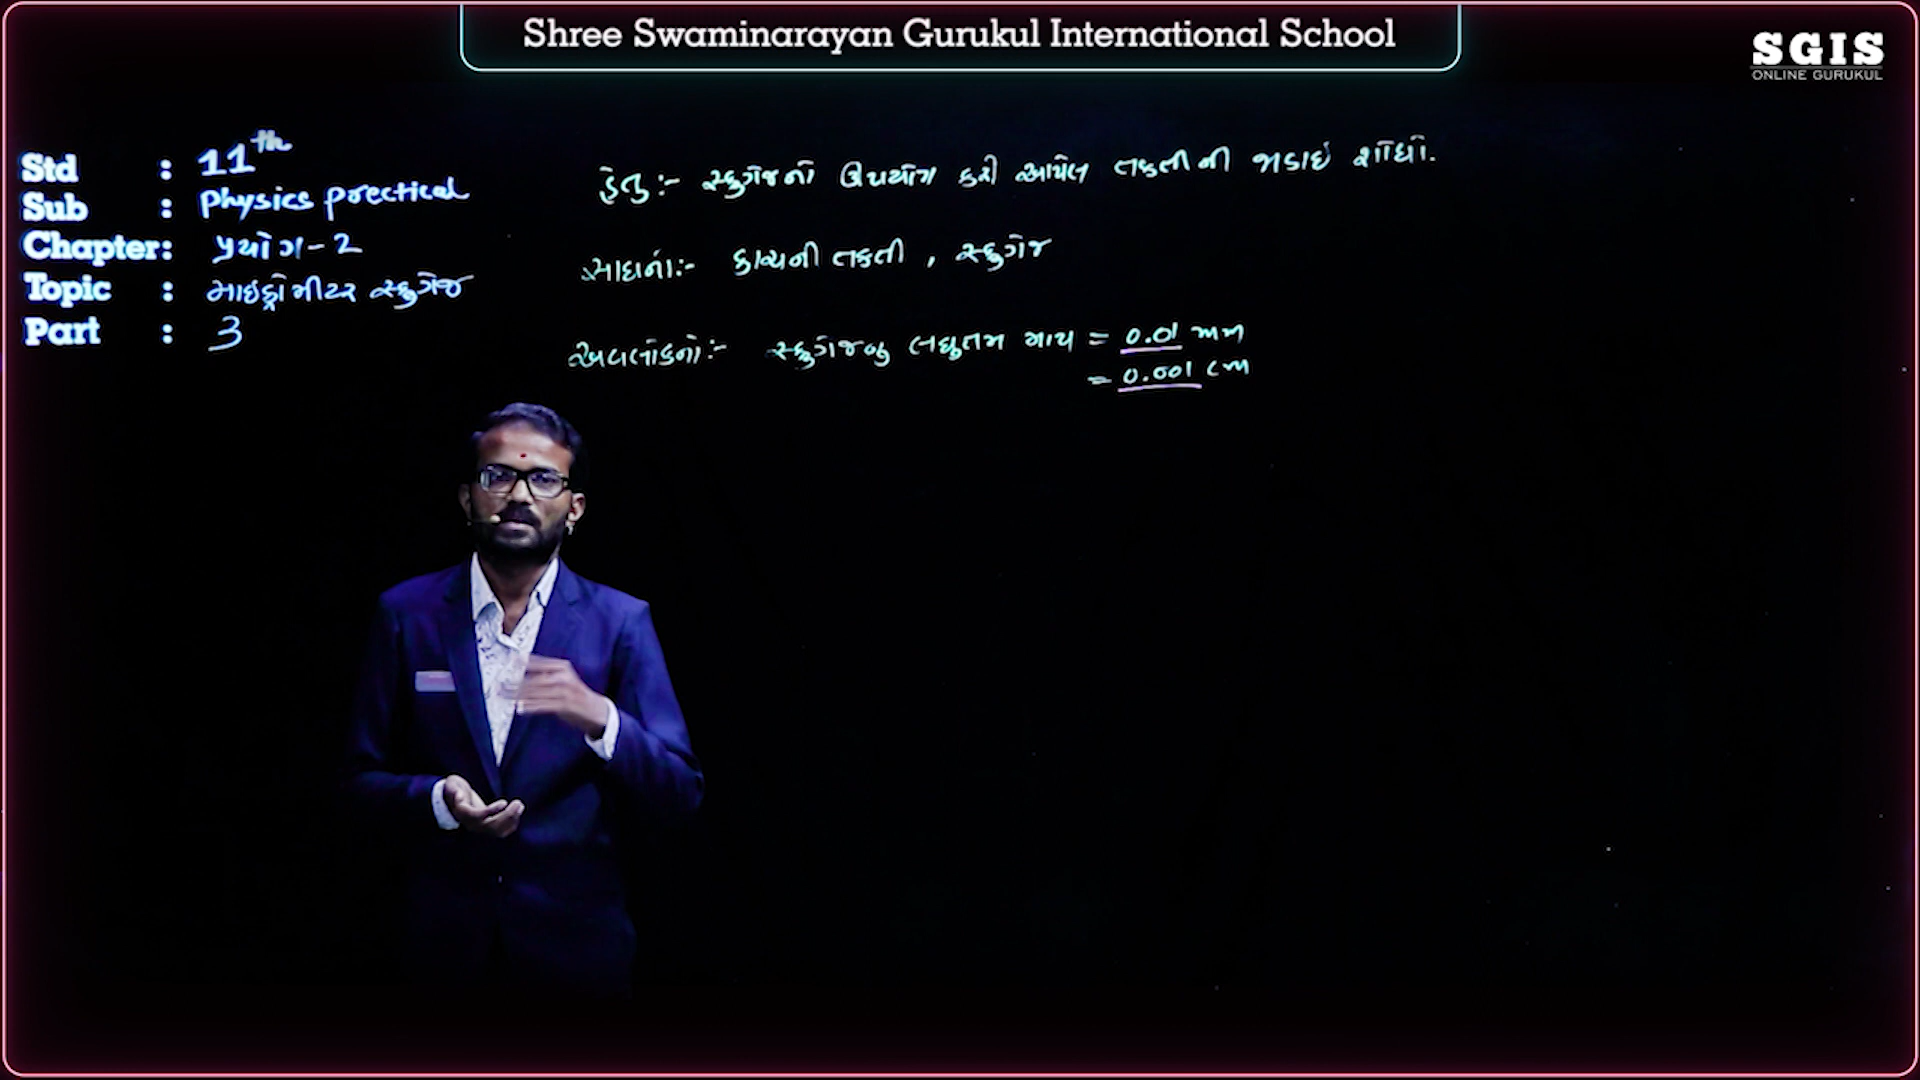 Shree Swaminarayan Gurukul International School
SGIS
ONLINE GURUKUL
Std : 11th
Sub : Physics prectical
Chapter: પ્રયોગ-2
Topic : માઇક્રોમીટર સ્ક્રુગેજ
Part : 3
હેતુ :- સ્ક્રુગેજનો ઉપયોગ કરી આપેલ તકતીની જાડાઇ શોધો.
સાધનો :- કાચની તકતી , સ્ક્રુગેજ
અવલોકનો :- સ્ક્રુગેજનુ લઘુતમ માપ = 0.01 mm
= 0.001 cm